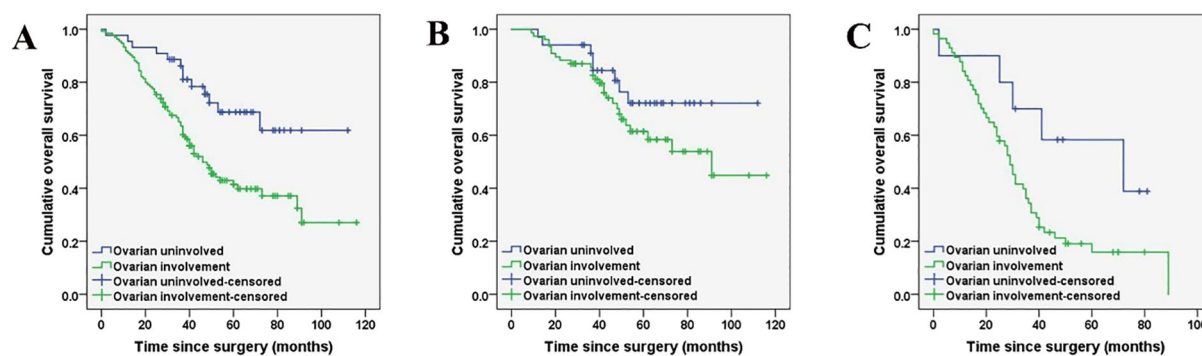 A
Cumulative overall survival
1.0
0.8
0.6
0.4
0.2
0.0
Ovarian uninvolved
Ovarian involvement
Ovarian uninvolved-censored
Ovarian involvement-censored
0 20 40 60 80 100 120
Time since surgery (months)
B
Cumulative overall survival
1.0
0.8
0.6
0.4
0.2
0.0
Ovarian uninvolved
Ovarian involvement
Ovarian uninvolved-censored
Ovarian involvement-censored
0 20 40 60 80 100 120
Time since surgery (months)
C
Cumulative overall survival
1.0
0.8
0.6
0.4
0.2
0.0
Ovarian uninvolved
Ovarian involvement
Ovarian uninvolved-censored
Ovarian involvement-censored
0 20 40 60 80
Time since surgery (months)